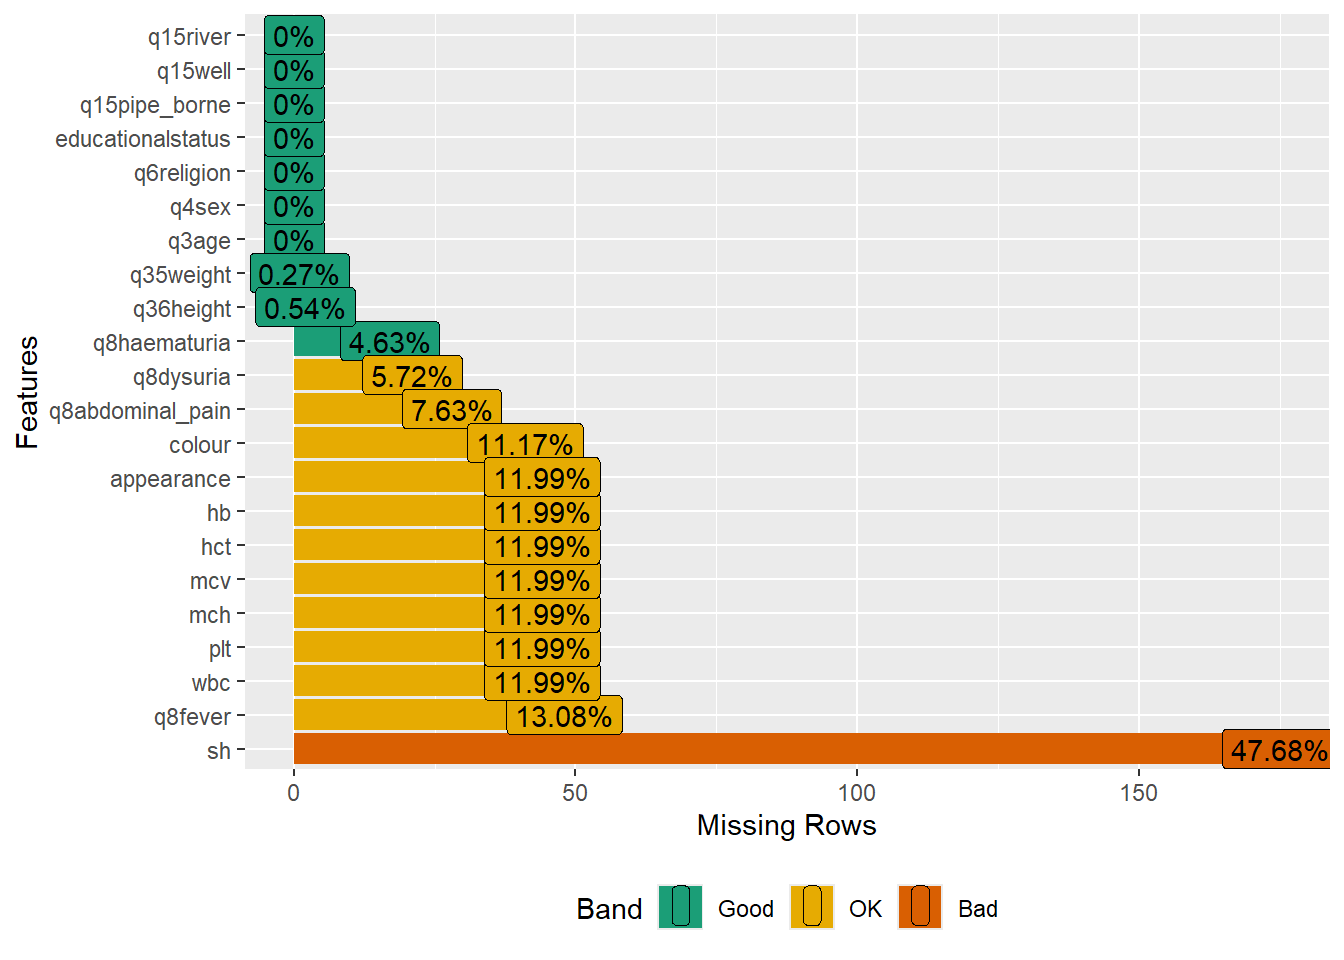 q15river 0%
q15well 0%
q15pipe_borne 0%
educationalstatus 0%
q6religion 0%
q4sex 0%
q3age 0%
q35weight 0.27%
q36height 0.54%
q8haematuria 4.63%
q8dysuria 5.72%
q8abdominal_pain 7.63%
colour 11.17%
appearance 11.99%
hb 11.99%
hct 11.99%
mcv 11.99%
mch 11.99%
plt 11.99%
wbc 11.99%
q8fever 13.08%
sh 47.68%
Features
0 50 100 150
Missing Rows
Band Good OK Bad